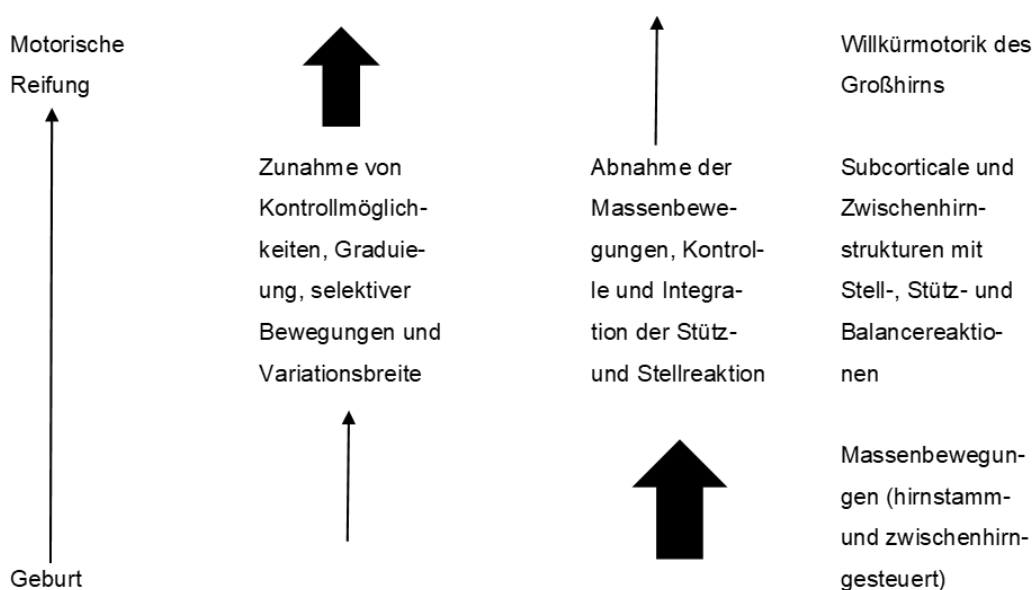 Motorische
Reifung
Geburt
Zunahme von
Kontrollmöglich-
keiten, Graduie-
ung, selektiver
Bewegungen und
Variationsbreite
Abnahme der
Massenbewe-
gungen, Kontrol-
le und Integra-
tion der Stütz-
und Stellreaktion
Willkürmotorik des
Großhirns
Subcorticale und
Zwischenhirn-
strukturen mit
Stell-, Stütz- und
Balancereaktio-
nen
Massenbewegun-
gen (hirnstamm-
und zwischenhirn-
gesteuert)